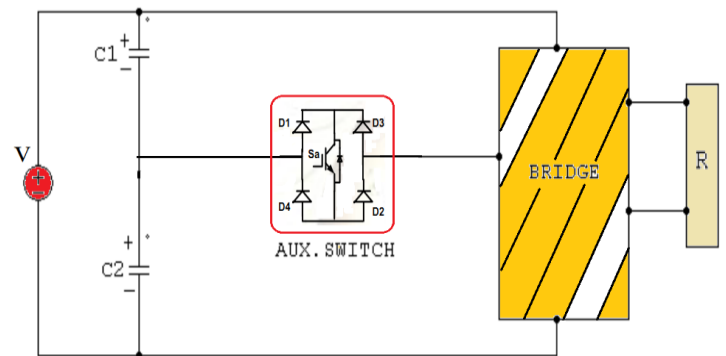 C1
+
−
V
+
−
D1
D3
Sa
D4
D2
AUX.SWITCH
BRIDGE
R
C2
+
−